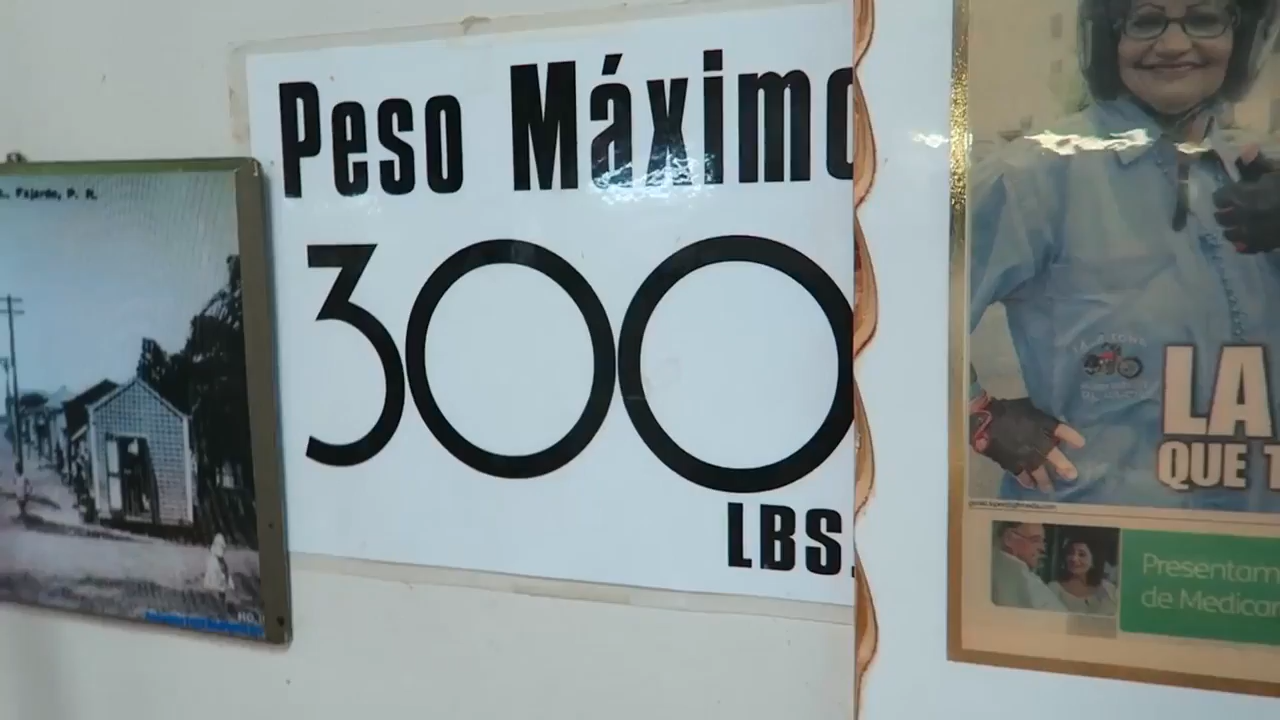 Fajardo, P. R.
Peso Máximo
300
LBS.
LA
QUE T
Presentam
de Medicar